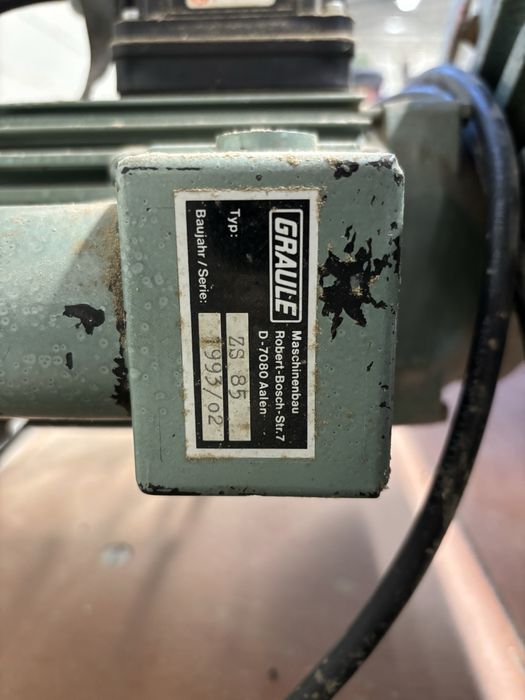 GRAULE
Maschinenbau
Robert-Bosch-Str.7
D-7080 Aalen
Typ: ZS 85
Baujahr/Serie: 1993/02